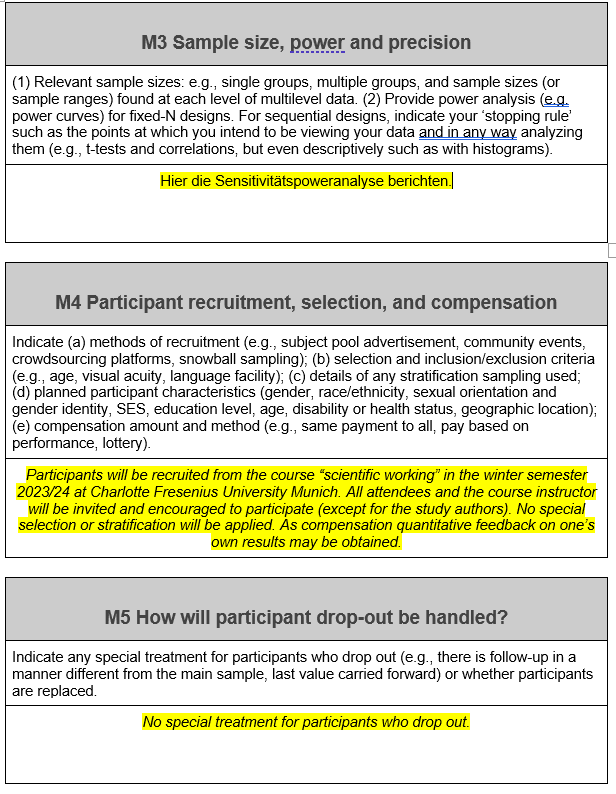 M3 Sample size, power and precision
(1) Relevant sample sizes: e.g., single groups, multiple groups, and sample sizes (or
sample ranges) found at each level of multilevel data. (2) Provide power analysis (e.g.
power curves) for fixed-N designs. For sequential designs, indicate your ‘stopping rule’
such as the points at which you intend to be viewing your data and in any way analyzing
them (e.g., t-tests and correlations, but even descriptively such as with histograms).
Hier die Sensitivitätspoweranalyse berichten.
M4 Participant recruitment, selection, and compensation
Indicate (a) methods of recruitment (e.g., subject pool advertisement, community events,
crowdsourcing platforms, snowball sampling); (b) selection and inclusion/exclusion criteria
(e.g., age, visual acuity, language facility); (c) details of any stratification sampling used;
(d) planned participant characteristics (gender, race/ethnicity, sexual orientation and
gender identity, SES, education level, age, disability or health status, geographic location);
(e) compensation amount and method (e.g., same payment to all, pay based on
performance, lottery).
Participants will be recruited from the course “scientific working” in the winter semester
2023/24 at Charlotte Fresenius University Munich. All attendees and the course instructor
will be invited and encouraged to participate (except for the study authors). No special
selection or stratification will be applied. As compensation quantitative feedback on one’s
own results may be obtained.
M5 How will participant drop-out be handled?
Indicate any special treatment for participants who drop out (e.g., there is follow-up in a
manner different from the main sample, last value carried forward) or whether participants
are replaced.
No special treatment for participants who drop out.